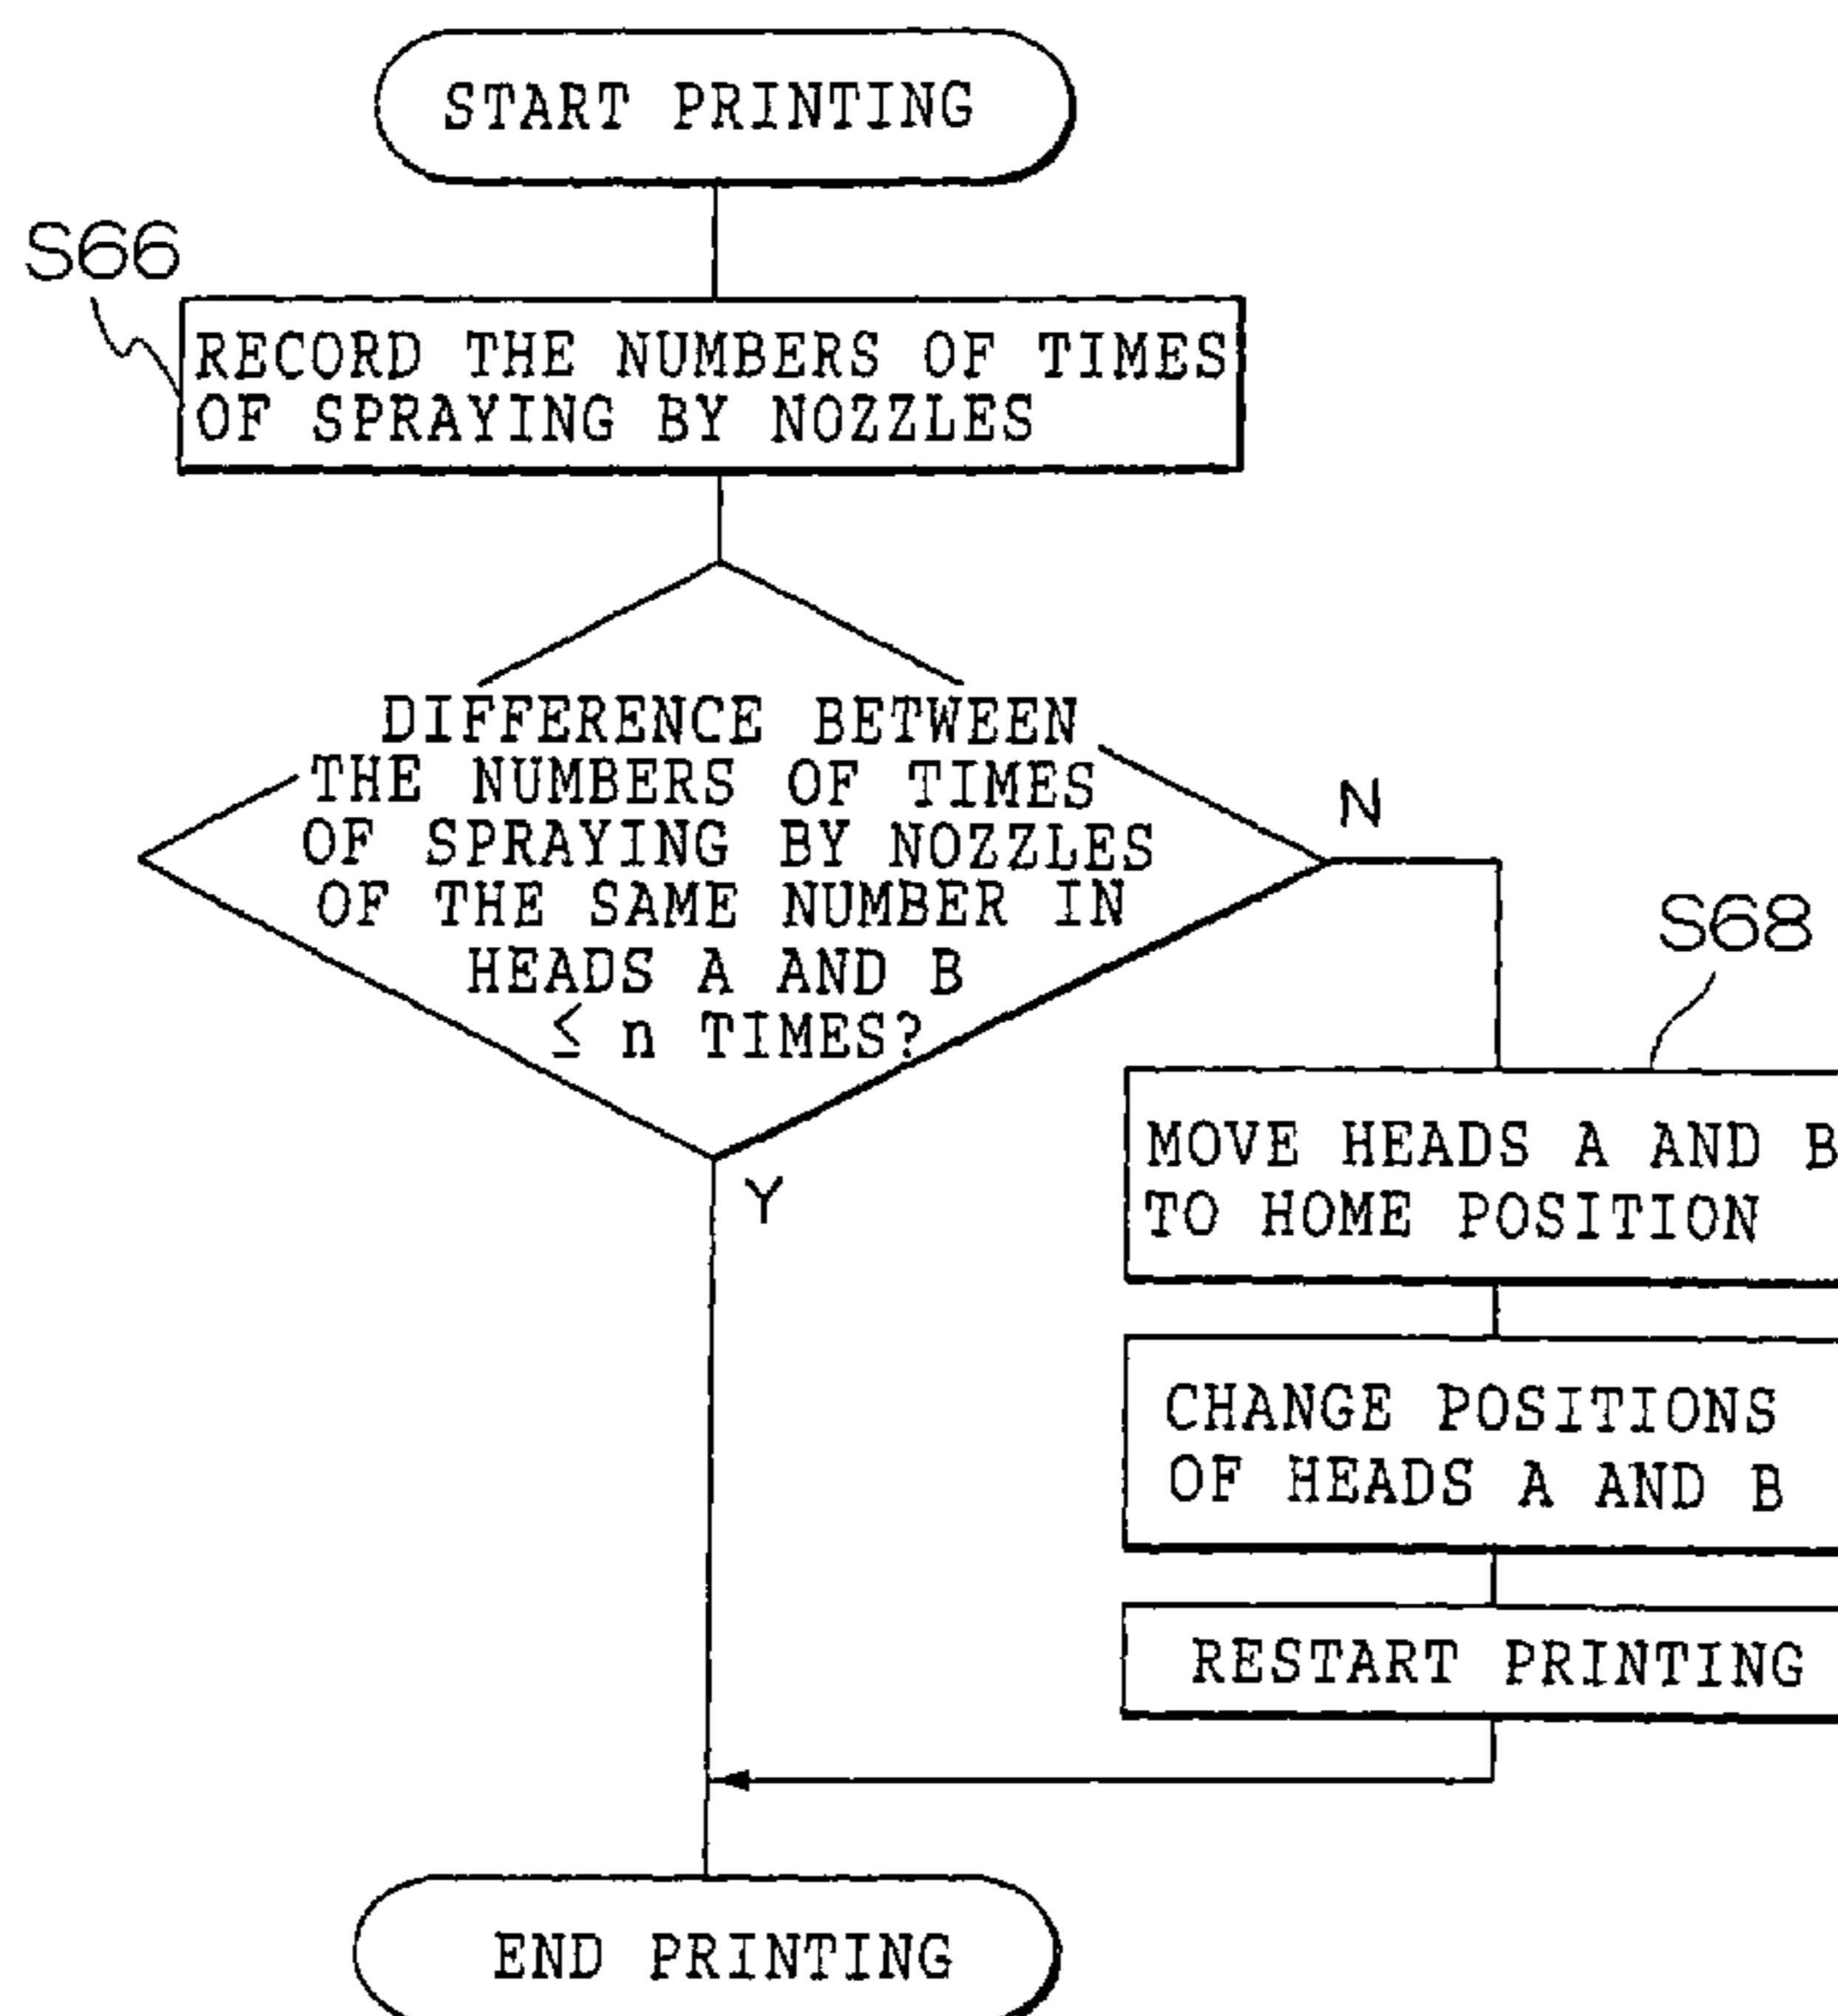 START PRINTING
S66
RECORD THE NUMBERS OF TIMES
OF SPRAYING BY NOZZLES
DIFFERENCE BETWEEN
THE NUMBERS OF TIMES
OF SPRAYING BY NOZZLES
OF THE SAME NUMBER IN
HEADS A AND B
≤ n TIMES?
N
S68
Y
MOVE HEADS A AND B
TO HOME POSITION
CHANGE POSITIONS
OF HEADS A AND B
RESTART PRINTING
END PRINTING